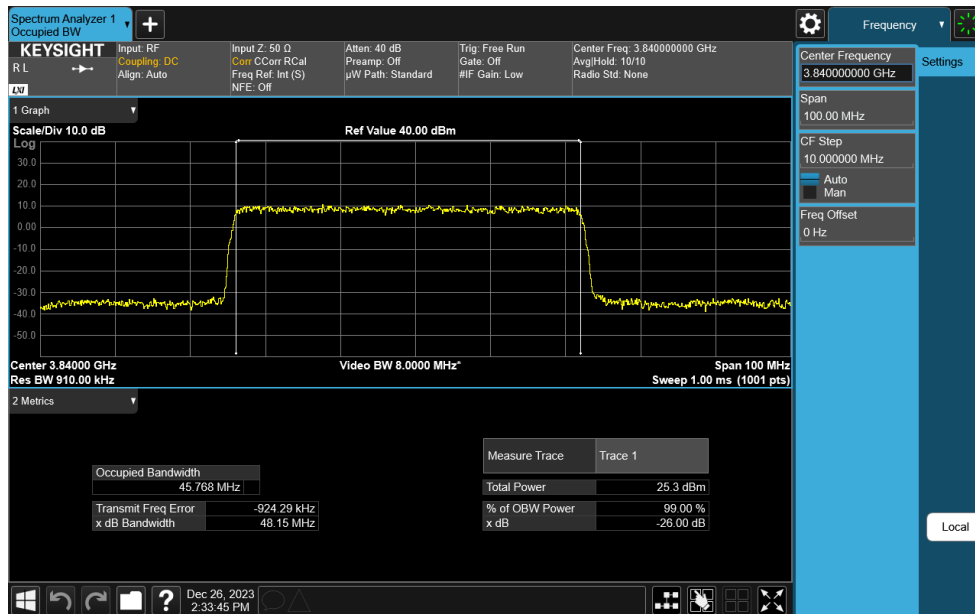 Spectrum Analyzer 1
Occupied BW
Frequency
KEYSIGHT
R L
LXI
Input: RF
Coupling: DC
Align: Auto
Input Z: 50 Ω
Corr CCorr RCal
Freq Ref: Int (S)
NFE: Off
Atten: 40 dB
Preamp: Off
µW Path: Standard
Trig: Free Run
Gate: Off
#IF Gain: Low
Center Freq: 3.840000000 GHz
Avg|Hold: 10/10
Radio Std: None
Center Frequency
3.840000000 GHz
Settings
Span
100.00 MHz
CF Step
10.000000 MHz
Auto
Man
Freq Offset
0 Hz
Local
1 Graph
Scale/Div 10.0 dB
Ref Value 40.00 dBm
Log
30.0
20.0
10.0
0.00
-10.0
-20.0
-30.0
-40.0
-50.0
Center 3.84000 GHz
Video BW 8.0000 MHz*
Span 100 MHz
Res BW 910.00 kHz
Sweep 1.00 ms (1001 pts)
2 Metrics
Measure Trace Trace 1
Occupied Bandwidth
45.768 MHz
Total Power 25.3 dBm
Transmit Freq Error -924.29 kHz
% of OBW Power 99.00 %
x dB Bandwidth 48.15 MHz
x dB -26.00 dB
?
Dec 26, 2023
2:33:45 PM